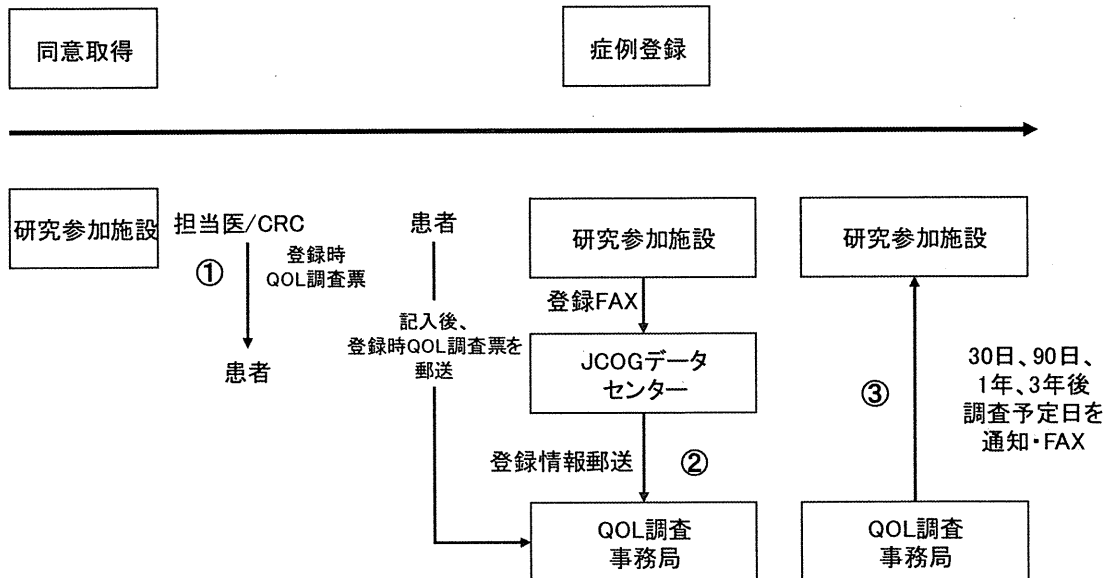 同意取得
症例登録
研究参加施設
担当医/CRC
①
登録時
QOL調査票
患者
患者
記入後、
登録時QOL調査票を
郵送
研究参加施設
登録FAX
JCOGデータ
センター
登録情報郵送
②
QOL調査
事務局
研究参加施設
③
30日、90日、
1年、3年後
調査予定日を
通知・FAX
QOL調査
事務局